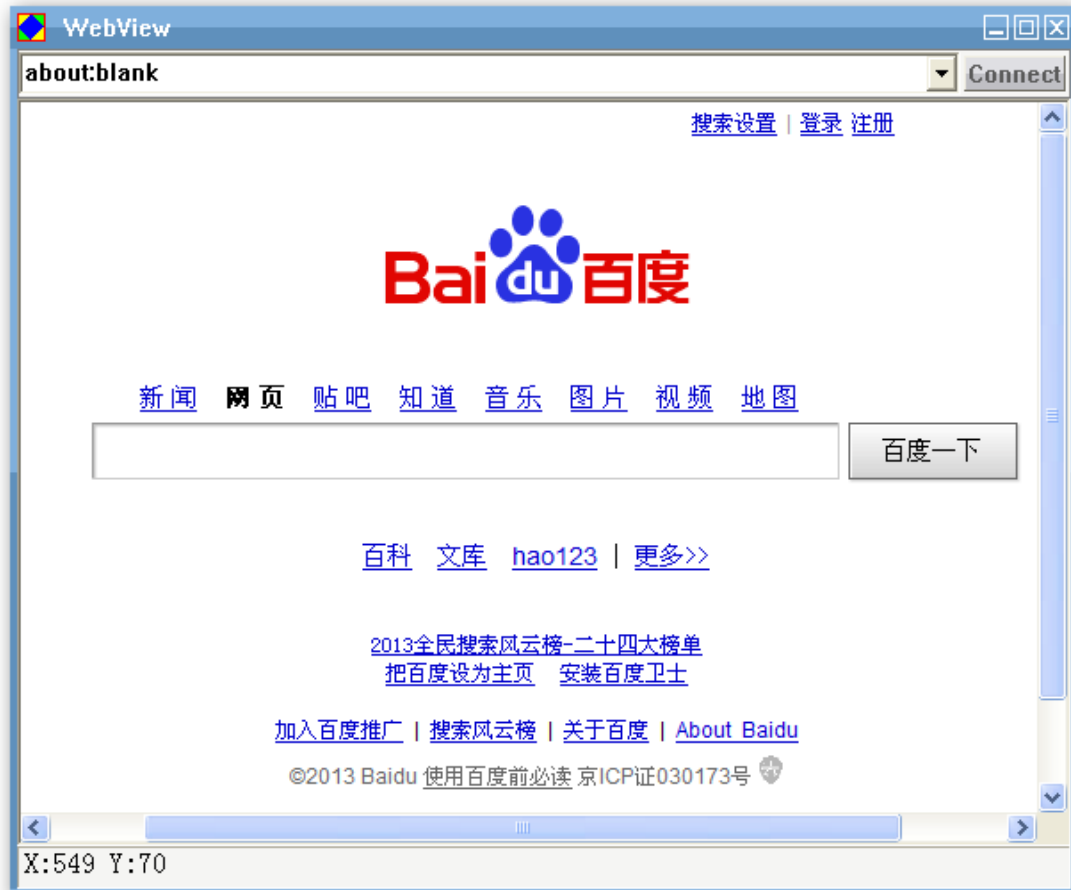 WebView
about:blank Connect
搜索设置 | 登录 注册
Bai du 百度
新闻 网页 贴吧 知道 音乐 图片 视频 地图
百度一下
百科 文库 hao123 | 更多>>
2013全民搜索风云榜-二十四大榜单
把百度设为主页 安装百度卫士
加入百度推广 | 搜索风云榜 | 关于百度 | About Baidu
©2013 Baidu 使用百度前必读 京ICP证030173号
X:549 Y:70